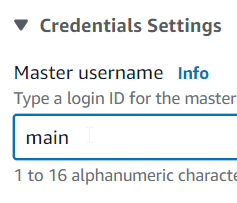 ▼ Credentials Settings
Master username Info
Type a login ID for the master
main
1 to 16 alphanumeric characte